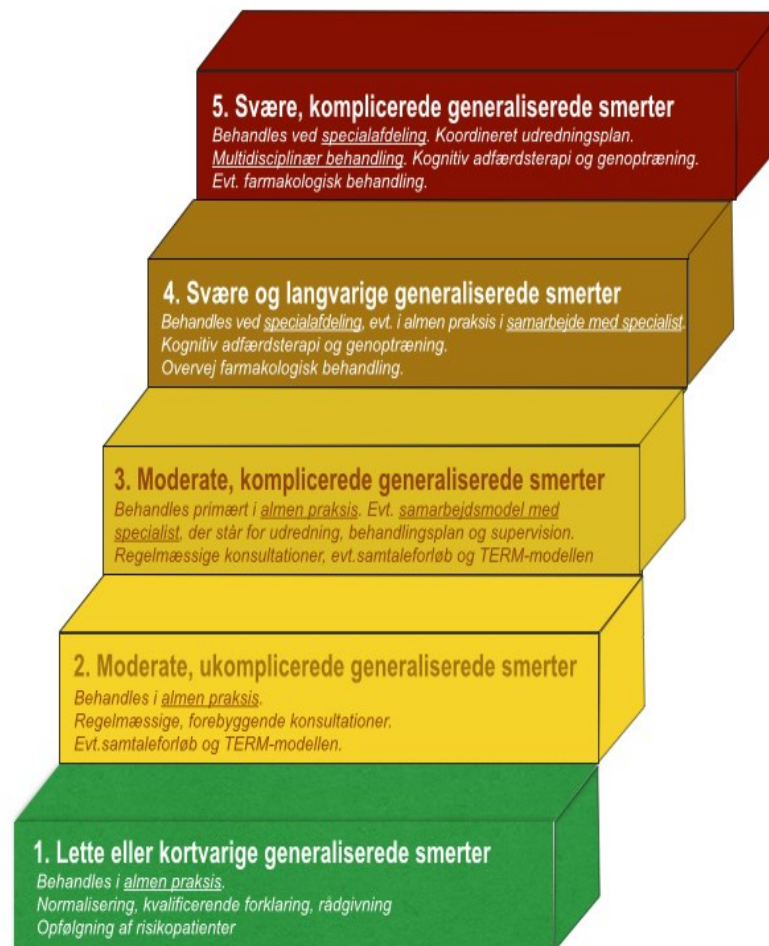 5. Svære, komplicerede generaliserede smerter
Behandles ved specialafdeling. Koordineret udredningsplan.
Multidisciplinær behandling. Kognitiv adfærdsterapi og genoptræning.
Evt. farmakologisk behandling.
4. Svære og langvarige generaliserede smerter
Behandles ved specialafdeling, evt. i almen praksis i samarbejde med specialist.
Kognitiv adfærdsterapi og genoptræning.
Overvej farmakologisk behandling.
3. Moderate, komplicerede generaliserede smerter
Behandles primært i almen praksis. Evt. samarbejdsmodel med
specialist, der står for udredning, behandlingsplan og supervision.
Regelmæssige konsultationer, evt.samtaleforløb og TERM-modellen
2. Moderate, ukomplicerede generaliserede smerter
Behandles i almen praksis.
Regelmæssige, forebyggende konsultationer.
Evt.samtaleforløb og TERM-modellen.
1. Lette eller kortvarige generaliserede smerter
Behandles i almen praksis.
Normalisering, kvalificerende forklaring, rådgivning
Opfølgning af risikopatienter